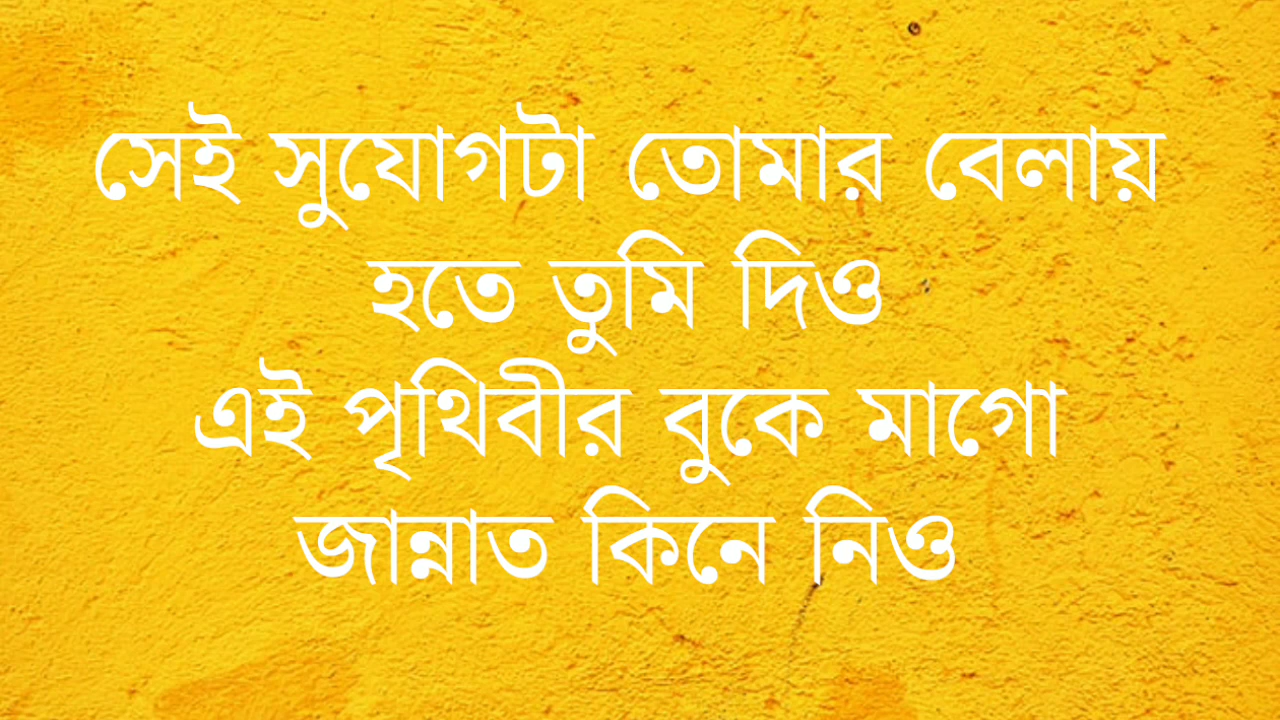 সেই সুযোগটা তোমার বেলায়
হতে তুমি দিও
এই পৃথিবীর বুকে মাগো
জান্নাত কিনে নিও